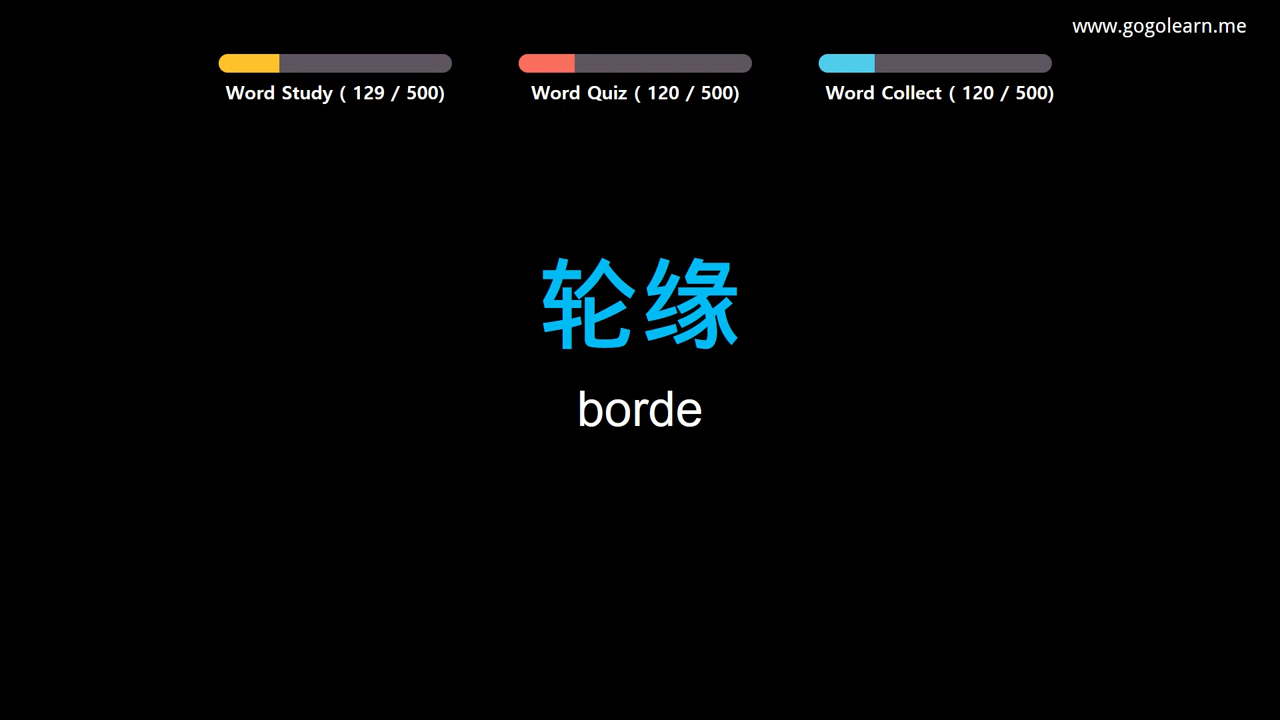 www.gogolearn.me
Word Study ( 129 / 500)
Word Quiz ( 120 / 500)
Word Collect ( 120 / 500)
轮缘
borde